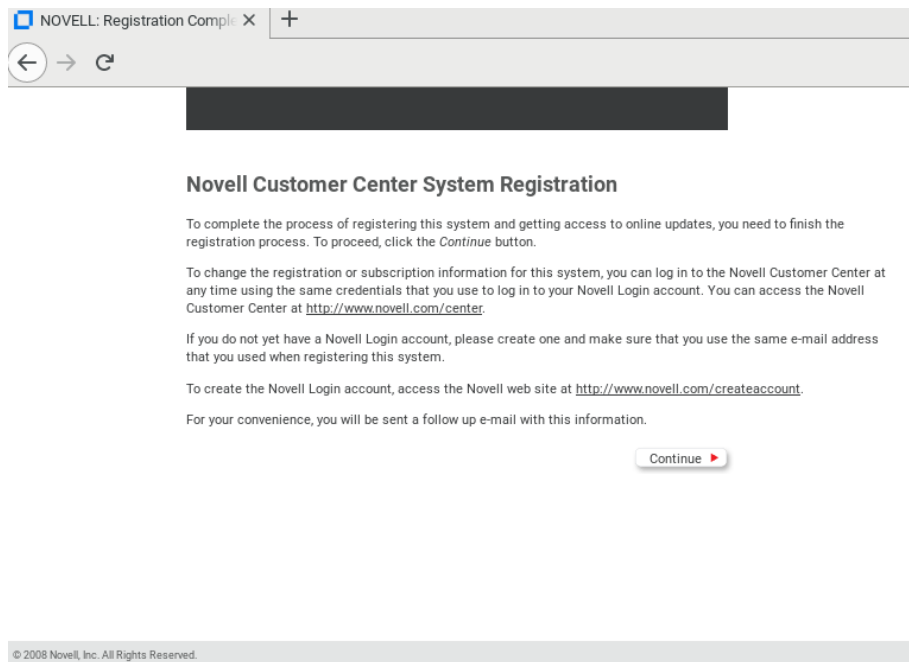 NOVELL: Registration Comple
Novell Customer Center System Registration
To complete the process of registering this system and getting access to online updates, you need to finish the
registration process. To proceed, click the Continue button.
To change the registration or subscription information for this system, you can log in to the Novell Customer Center at
any time using the same credentials that you use to log in to your Novell Login account. You can access the Novell
Customer Center at http://www.novell.com/center.
If you do not yet have a Novell Login account, please create one and make sure that you use the same e-mail address
that you used when registering this system.
To create the Novell Login account, access the Novell web site at http://www.novell.com/createaccount.
For your convenience, you will be sent a follow up e-mail with this information.
Continue
© 2008 Novell, Inc. All Rights Reserved.